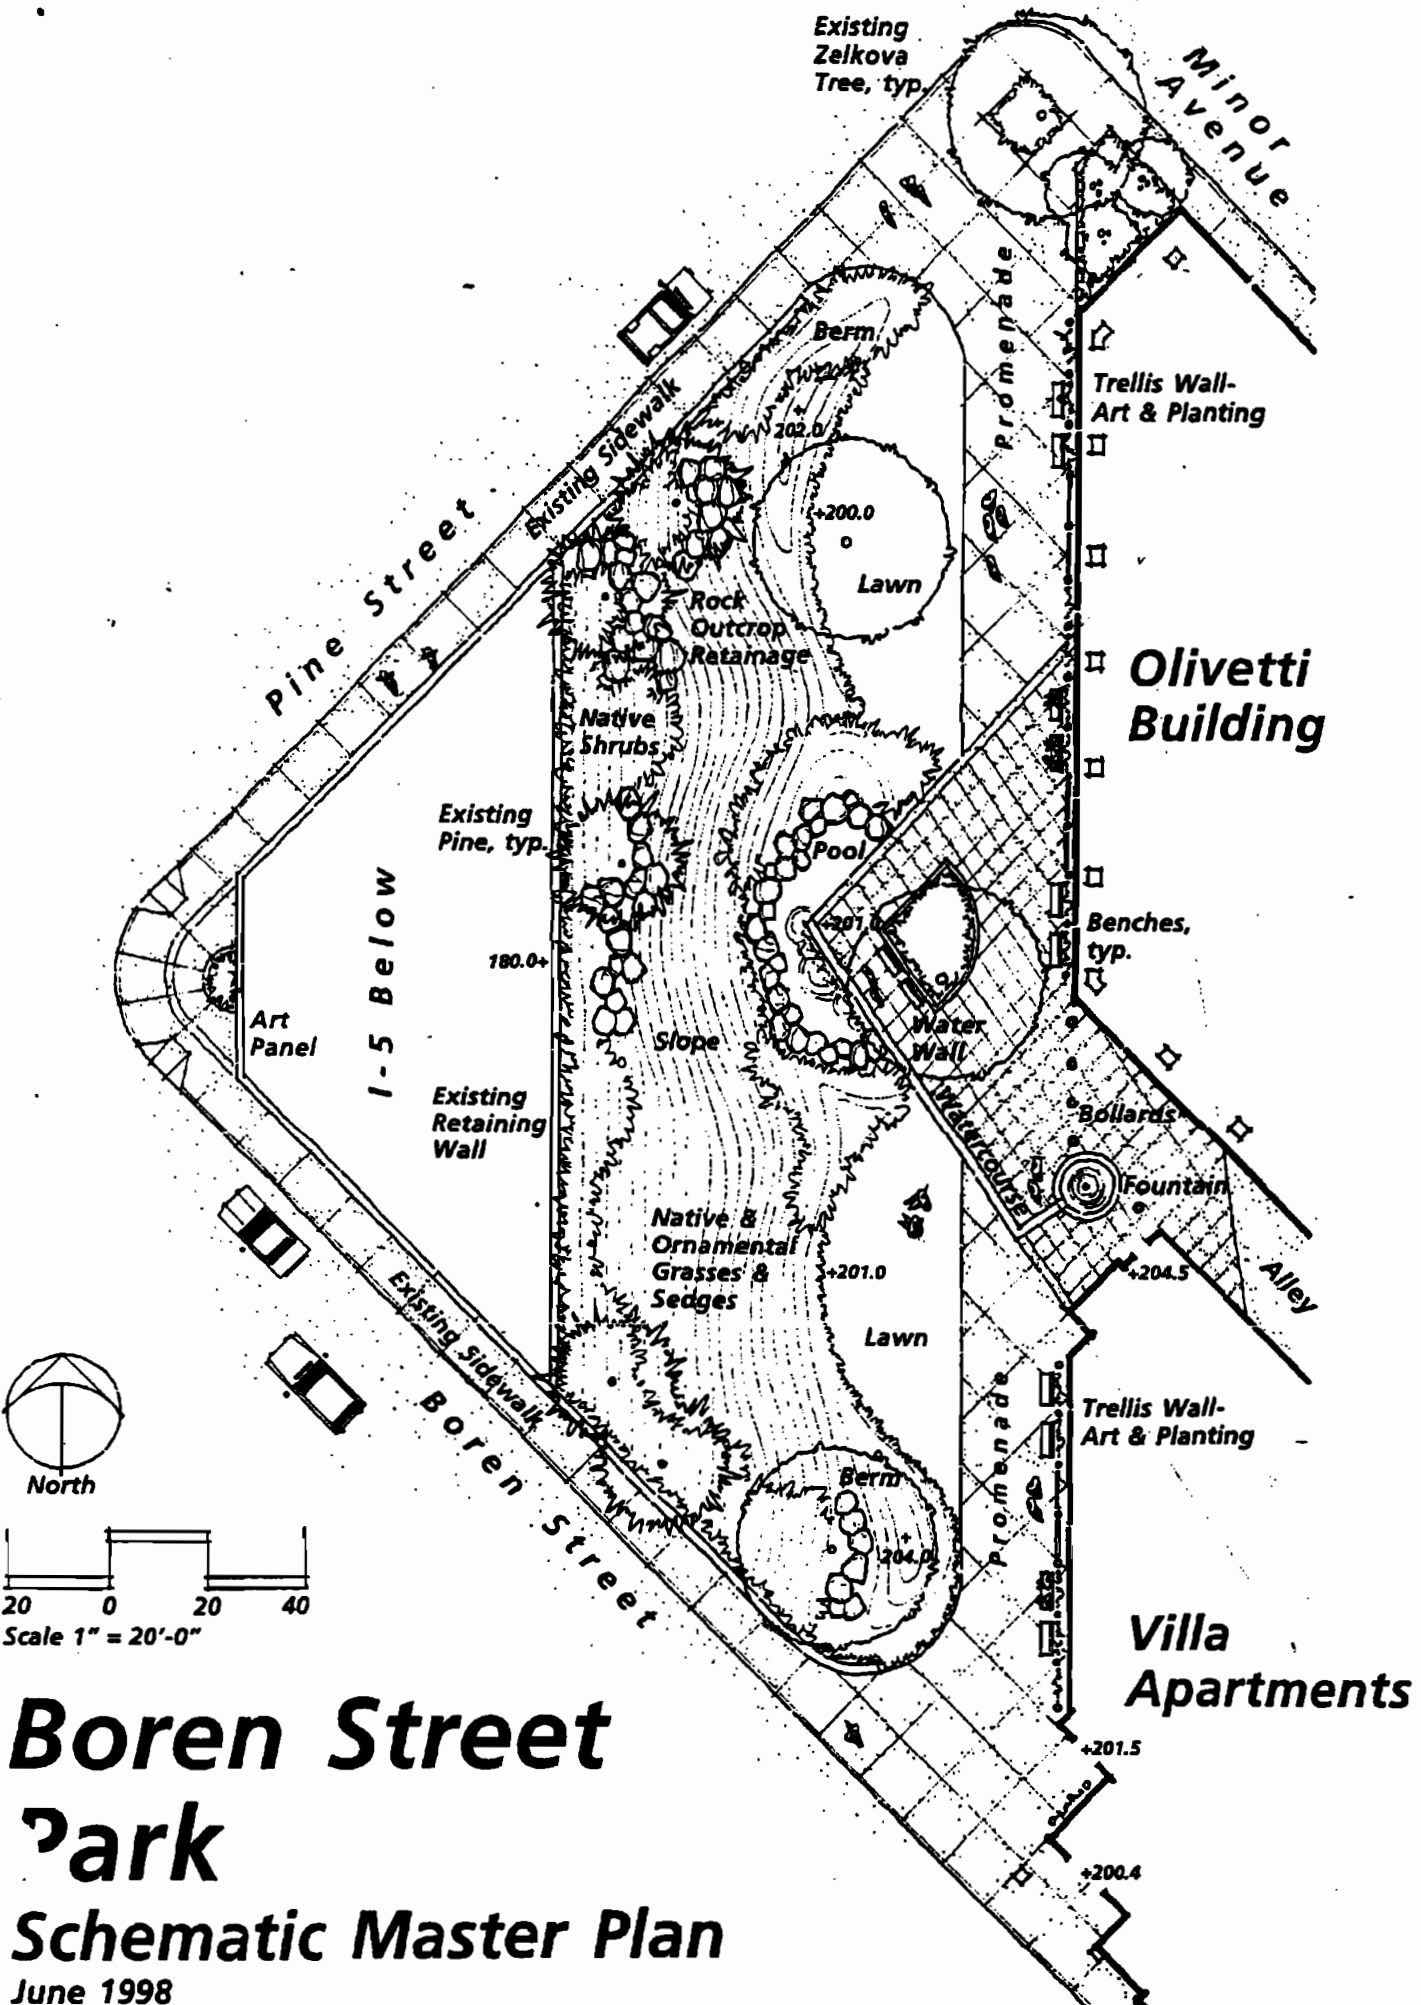 Existing
Zelkova
Tree, typ.
Minor
Avenue
Promenade
Berm
Trellis Wall-
Art & Planting
202.0
Existing Sidewalk
+200.0
Pine Street
Lawn
Rock
Outcrop
Retainage
Olivetti
Building
Native
Shrubs
Existing
Pine, typ.
Pool
I-5 Below
+201.0
Benches,
typ.
180.0+
Art
Panel
Water
Wall
Slope
Existing
Retaining
Wall
Watercourse
Bollards
Fountain
Native &
Ornamental
Grasses &
Sedges
+201.0
+204.5
Alley
Existing Sidewalk
Lawn
Boren Street
Promenade
Trellis Wall-
Art & Planting
North
Berm
204.0
20 0 20 40
Scale 1" = 20'-0"
Villa
Apartments
Boren Street
Park
+201.5
+200.4
Schematic Master Plan
June 1998